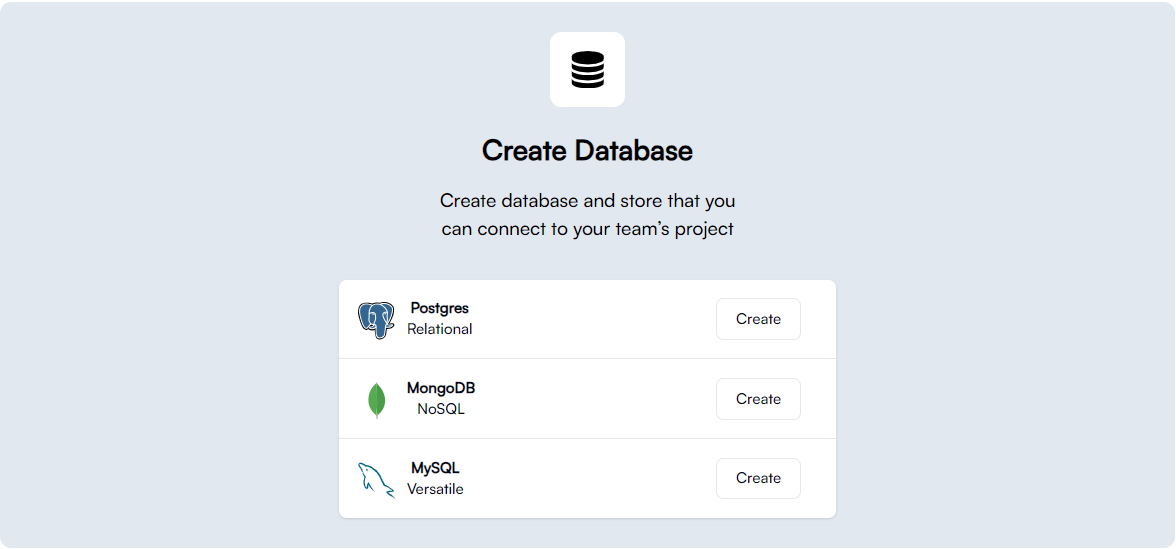 Create Database
Create database and store that you
can connect to your team’s project
Postgres
Relational
Create
MongoDB
NoSQL
Create
MySQL
Versatile
Create